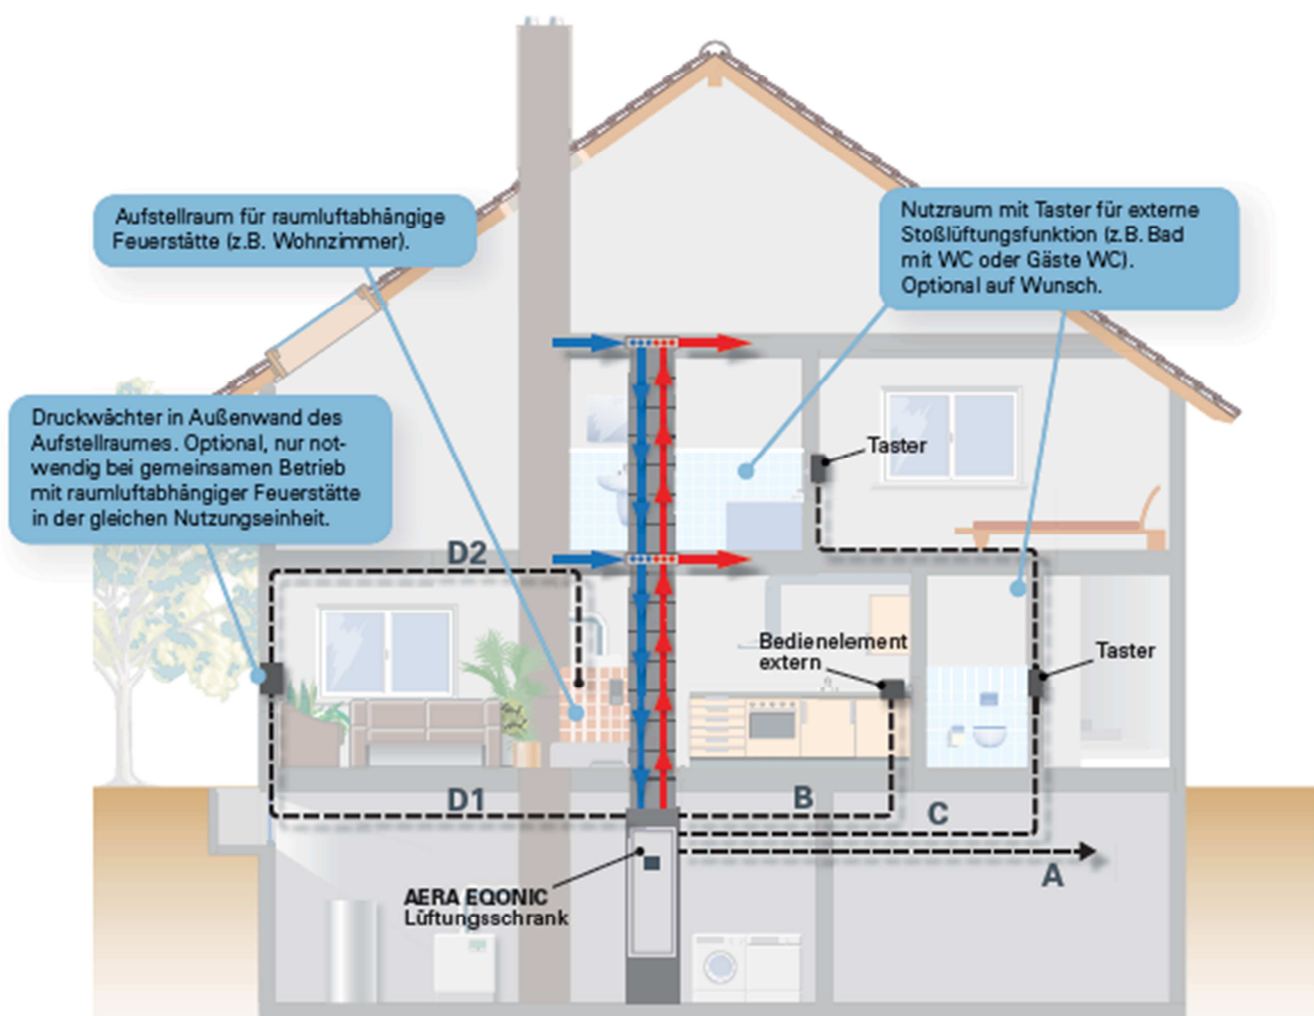 Aufstellraum für raumluftabhängige
Feuerstätte (z.B. Wohnzimmer).
Nutzraum mit Taster für externe
Stoßlüftungsfunktion (z.B. Bad
mit WC oder Gäste WC).
Optional auf Wunsch.
Druckwächter in Außenwand des
Aufstellraumes. Optional, nur not-
wendig bei gemeinsamen Betrieb
mit raumluftabhängiger Feuerstätte
in der gleichen Nutzungseinheit.
Taster
D2
Bedienelement
extern
Taster
D1
B
C
A
AERA EQONIC
Lüftungsschrank